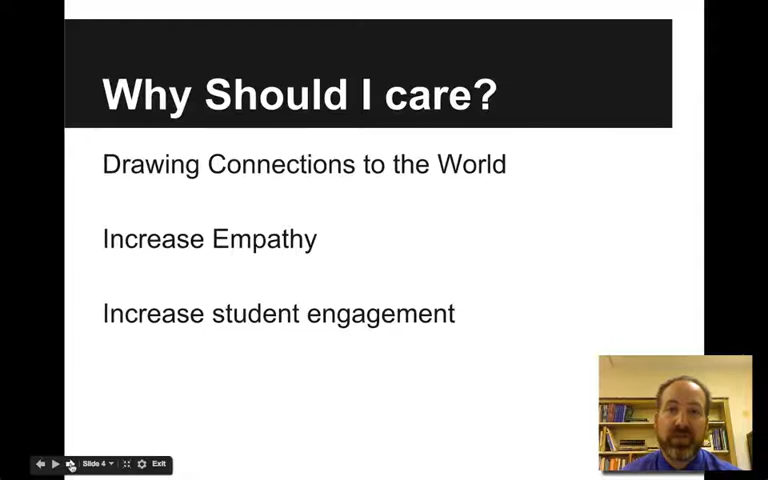 Why Should I care?
Drawing Connections to the World
Increase Empathy
Increase student engagement
Slide 4
Exit